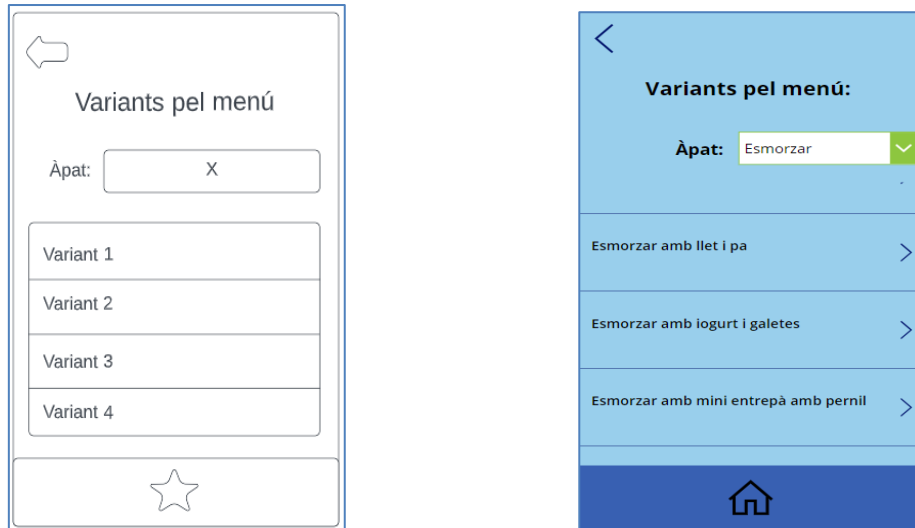 Variants pel menú
Àpat: X
Variant 1
Variant 2
Variant 3
Variant 4
Variants pel menú:
Àpat: Esmorzar
Esmorzar amb llet i pa
Esmorzar amb iogurt i galetes
Esmorzar amb mini entrepà amb pernil